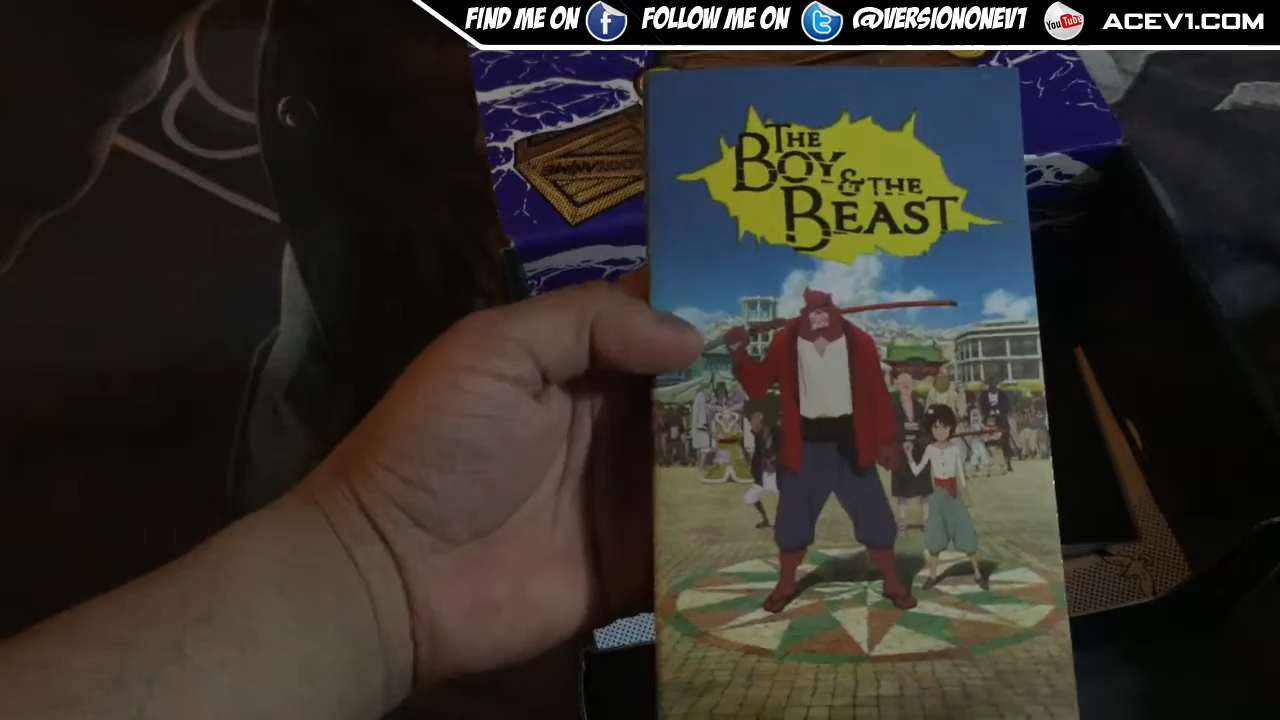 FIND ME ON FOLLOW ME ON @VERSIONONEV1 YouTube ACEV1.COM
THE
BOY
& THE
BEAST